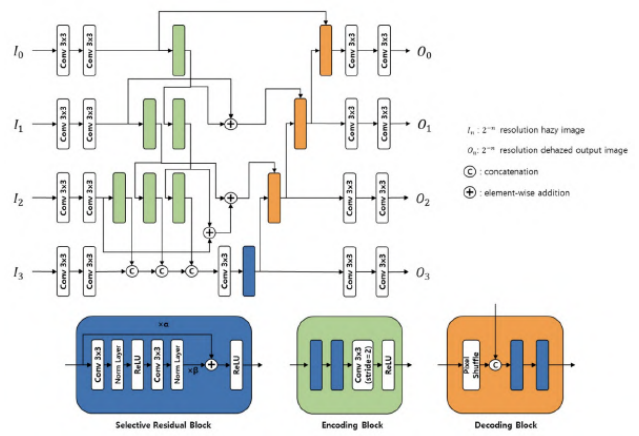 I₀ Conv 3x3 Conv 3x3 Conv 3x3 Conv 3x3 O₀
I₁ Conv 3x3 Conv 3x3 Conv 3x3 Conv 3x3 O₁
I₂ Conv 3x3 Conv 3x3 Conv 3x3 Conv 3x3 O₂
I₃ Conv 3x3 Conv 3x3 C C C Conv 3x3 Conv 3x3 Conv 3x3 O₃
Iₙ : 2⁻ⁿ resolution hazy image
Oₙ: 2⁻ⁿ resolution dehazed output image
C : concatenation
+ : element-wise addition
×α
Conv 3x3 Norm Layer ReLU Conv 3x3 Norm Layer ×β + ReLU
Selective Residual Block
Conv 3x3 (stride=2) ReLU
Encoding Block
Pixel Shuffle C
Decoding Block